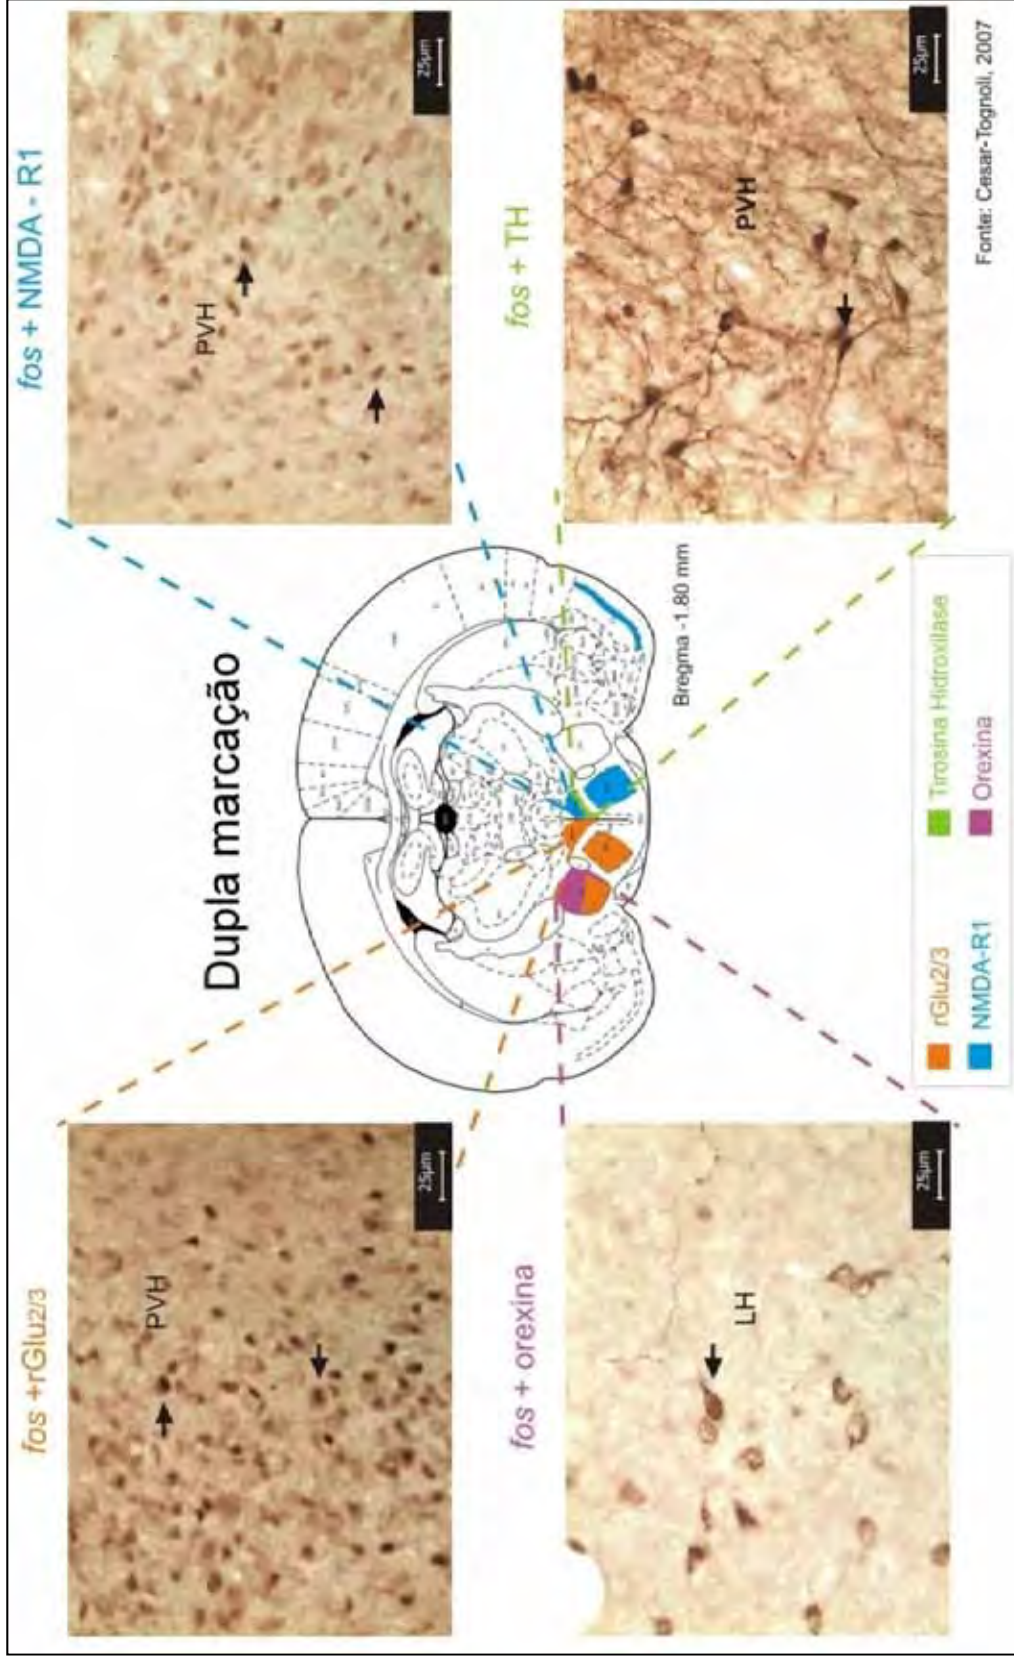 Dupla marcação
fos +rGlu2/3
PVH
25µm
fos + NMDA - R1
PVH
25µm
fos + orexina
LH
25µm
fos + TH
PVH
25µm
Bregma -1.80 mm
rGlu2/3
Tirosina Hidroxilase
NMDA-R1
Orexina
Fonte: Cesar-Tognoli, 2007